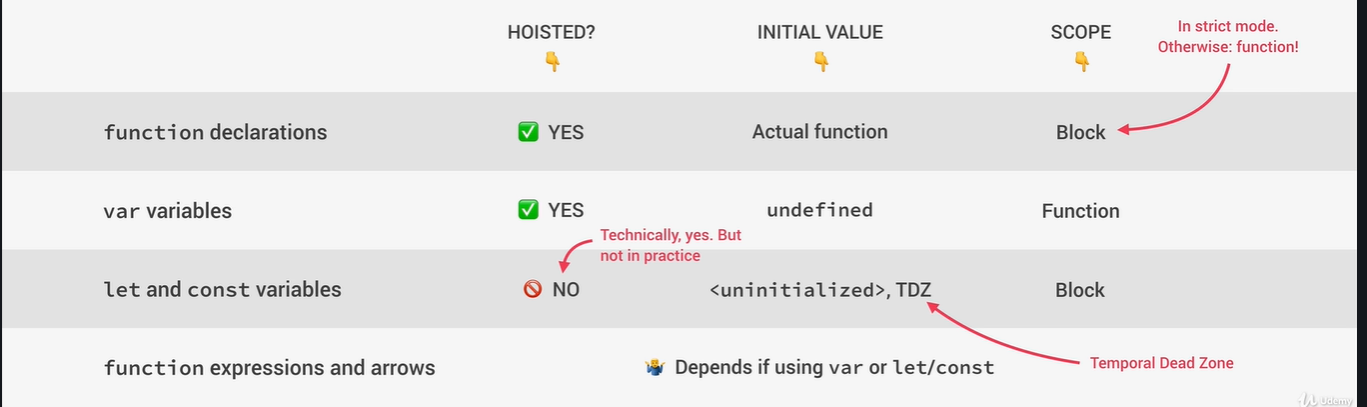 HOISTED? INITIAL VALUE SCOPE
In strict mode.
Otherwise: function!
function declarations YES Actual function Block
var variables YES undefined Function
Technically, yes. But
not in practice
let and const variables NO <uninitialized>, TDZ Block
function expressions and arrows Depends if using var or let/const
Temporal Dead Zone
Udemy